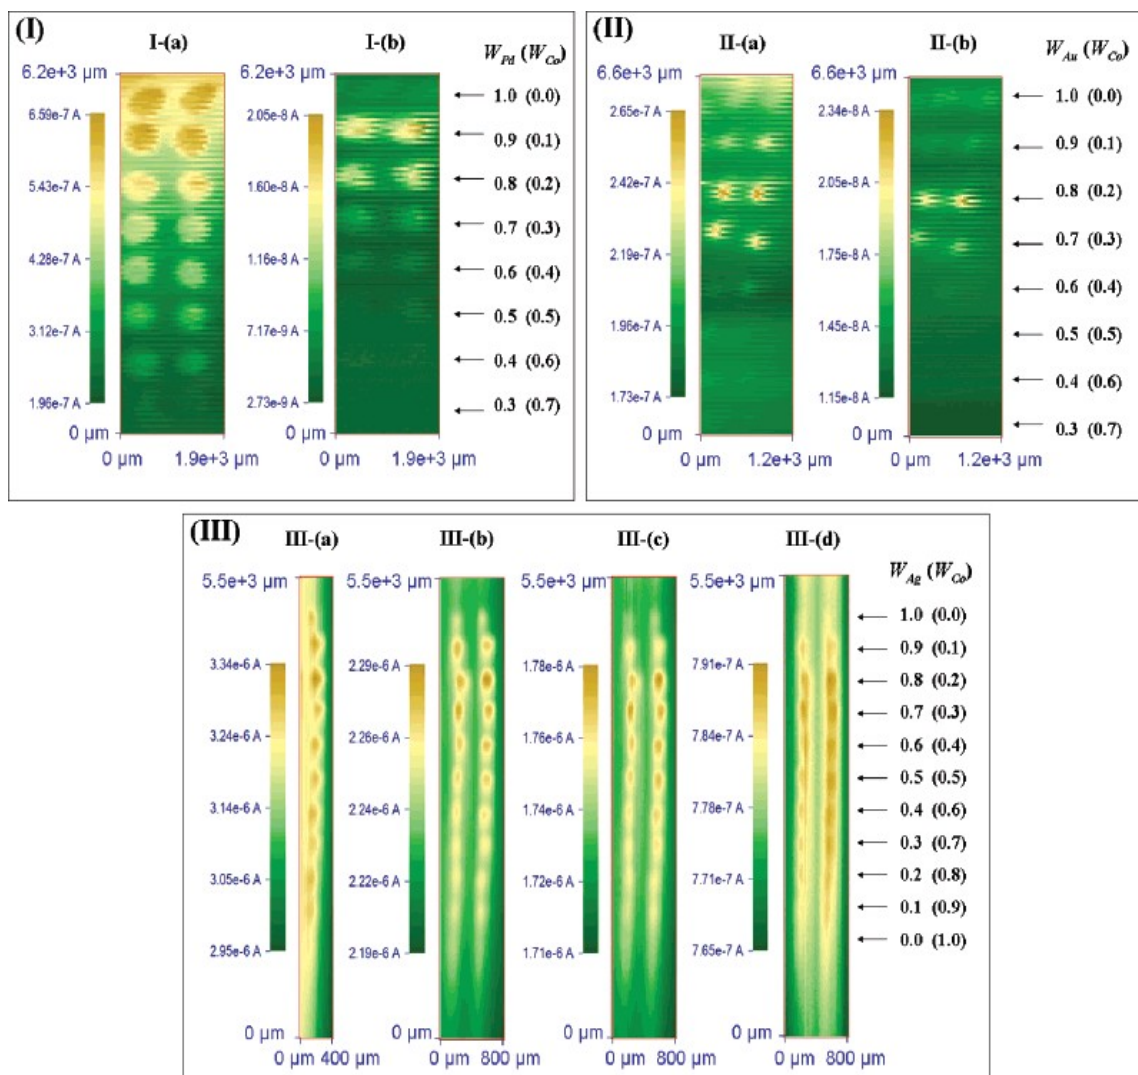 (I)
I-(a)
I-(b)
W_Pd (W_Co)
6.2e+3 µm
6.2e+3 µm
6.59e-7 A
5.43e-7 A
4.28e-7 A
3.12e-7 A
1.96e-7 A
0 µm
0 µm
1.9e+3 µm
2.05e-8 A
1.60e-8 A
1.16e-8 A
7.17e-9 A
2.73e-9 A
0 µm
0 µm
1.9e+3 µm
1.0 (0.0)
0.9 (0.1)
0.8 (0.2)
0.7 (0.3)
0.6 (0.4)
0.5 (0.5)
0.4 (0.6)
0.3 (0.7)
(II)
II-(a)
II-(b)
W_Au (W_Co)
6.6e+3 µm
6.6e+3 µm
2.65e-7 A
2.42e-7 A
2.19e-7 A
1.96e-7 A
1.73e-7 A
0 µm
0 µm
1.2e+3 µm
2.34e-8 A
2.05e-8 A
1.75e-8 A
1.45e-8 A
1.15e-8 A
0 µm
0 µm
1.2e+3 µm
1.0 (0.0)
0.9 (0.1)
0.8 (0.2)
0.7 (0.3)
0.6 (0.4)
0.5 (0.5)
0.4 (0.6)
0.3 (0.7)
(III)
III-(a)
III-(b)
III-(c)
III-(d)
W_Ag (W_Co)
5.5e+3 µm
5.5e+3 µm
5.5e+3 µm
5.5e+3 µm
3.34e-6 A
3.24e-6 A
3.14e-6 A
3.05e-6 A
2.95e-6 A
0 µm
0 µm 400 µm
2.29e-6 A
2.26e-6 A
2.24e-6 A
2.22e-6 A
2.19e-6 A
0 µm
0 µm 800 µm
1.78e-6 A
1.76e-6 A
1.74e-6 A
1.72e-6 A
1.71e-6 A
0 µm
0 µm 800 µm
7.91e-7 A
7.84e-7 A
7.78e-7 A
7.71e-7 A
7.65e-7 A
0 µm
0 µm 800 µm
1.0 (0.0)
0.9 (0.1)
0.8 (0.2)
0.7 (0.3)
0.6 (0.4)
0.5 (0.5)
0.4 (0.6)
0.3 (0.7)
0.2 (0.8)
0.1 (0.9)
0.0 (1.0)